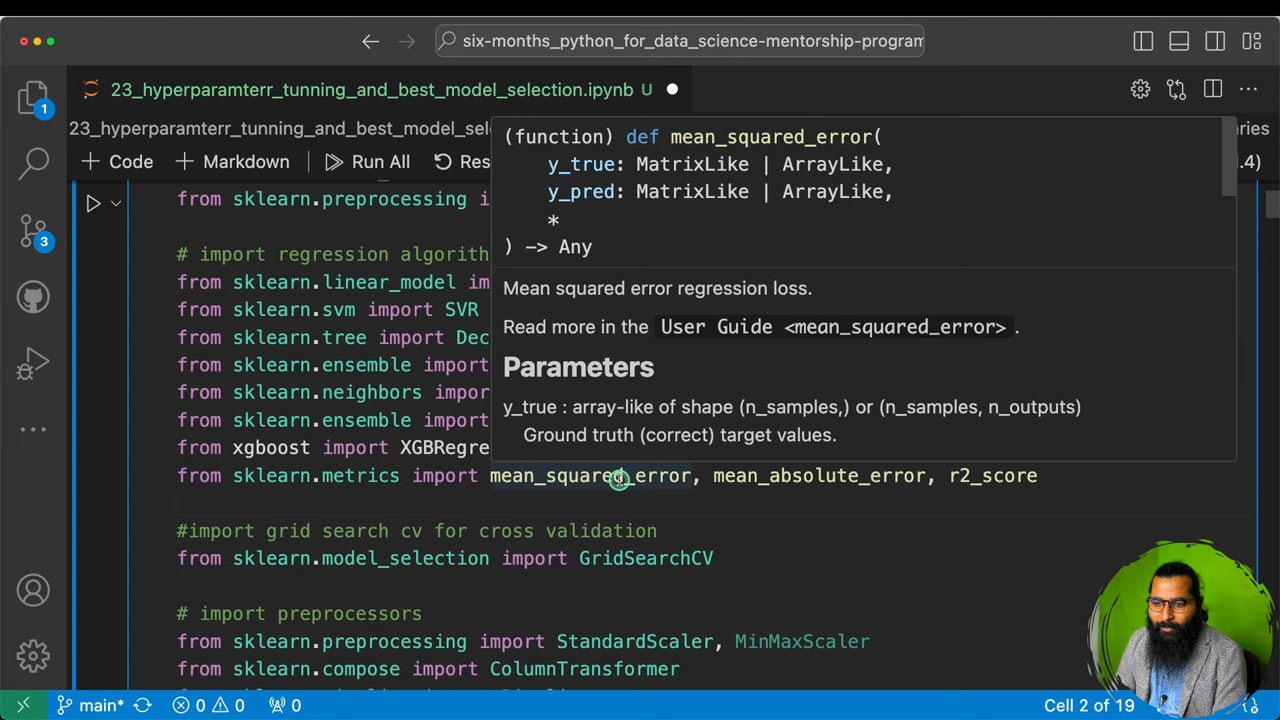 six-months_python_for_data_science-mentorship-program
23_hyperparamterr_tunning_and_best_model_selection.ipynb U
23_hyperparamterr_tunning_and_best_model_sel
+ Code + Markdown Run All Res
(function) def mean_squared_error(
y_true: MatrixLike | ArrayLike,
y_pred: MatrixLike | ArrayLike,
*
) -> Any
Mean squared error regression loss.
Read more in the User Guide <mean_squared_error> .
Parameters
y_true : array-like of shape (n_samples,) or (n_samples, n_outputs)
Ground truth (correct) target values.
from sklearn.preprocessing i
# import regression algorith
from sklearn.linear_model im
from sklearn.svm import SVR
from sklearn.tree import Dec
from sklearn.ensemble import
from sklearn.neighbors impor
from sklearn.ensemble import
from xgboost import XGBRegre
from sklearn.metrics import mean_squared_error, mean_absolute_error, r2_score
#import grid search cv for cross validation
from sklearn.model_selection import GridSearchCV
# import preprocessors
from sklearn.preprocessing import StandardScaler, MinMaxScaler
from sklearn.compose import ColumnTransformer
1
3
main* 0 0 0 Cell 2 of 19